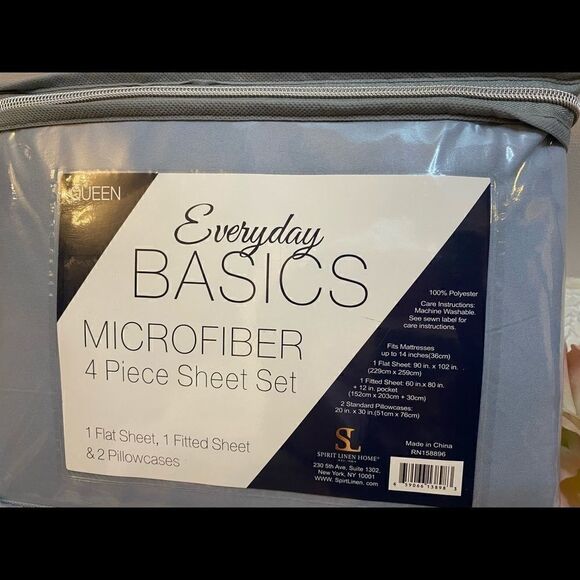 QUEEN
Everyday
BASICS
MICROFIBER
4 Piece Sheet Set
1 Flat Sheet, 1 Fitted Sheet
& 2 Pillowcases
100% Polyester
Care Instructions:
Machine Washable.
See sewn label for
care instructions.
Fits Mattresses
up to 14 inches(36cm)
1 Flat Sheet: 90 in. x 102 in.
(229cm x 259cm)
1 Fitted Sheet: 60 in.x 80 in.
+ 12 in. pocket
(152cm x 203cm + 30cm)
2 Standard Pillowcases:
20 in. x 30 in.(51cm x 76cm)
SL
SPIRIT LINEN HOME
230 5th Ave, Suite 1302,
New York, NY 10001
www.SpiritLinen.com
Made in China
RN158896